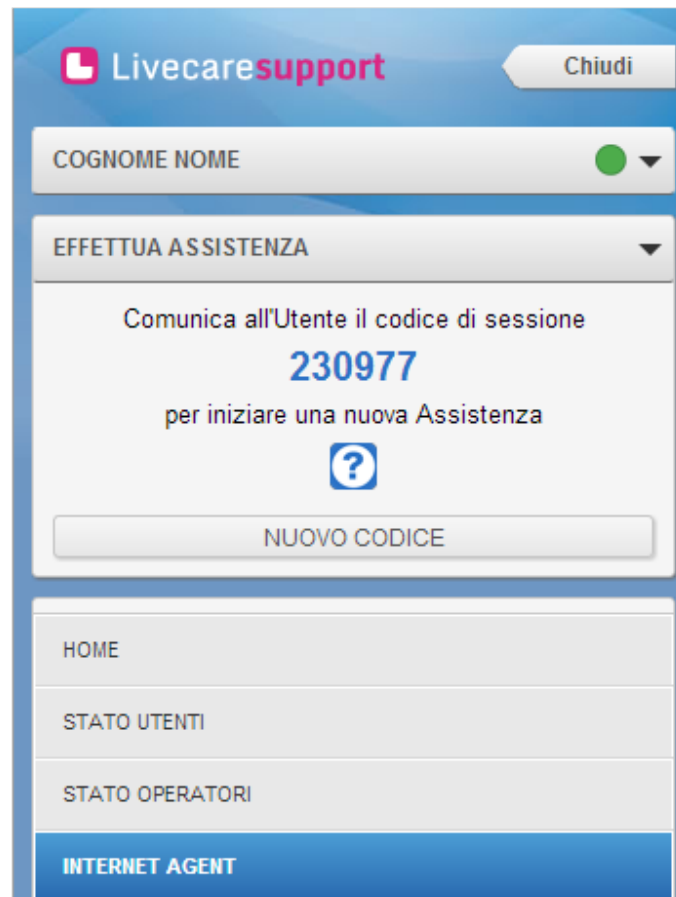 Livecaresupport
Chiudi
COGNOME NOME
EFFETTUA ASSISTENZA
Comunica all'Utente il codice di sessione
230977
per iniziare una nuova Assistenza
?
NUOVO CODICE
HOME
STATO UTENTI
STATO OPERATORI
INTERNET AGENT